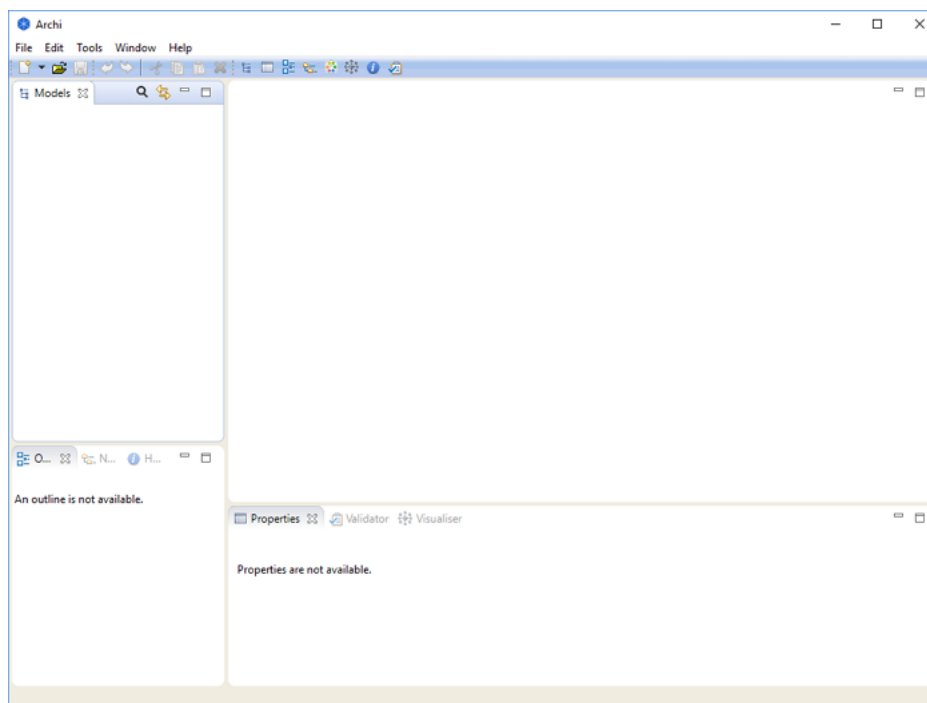 Archi
File Edit Tools Window Help
Models
O... N... H...
An outline is not available.
Properties Validator Visualiser
Properties are not available.